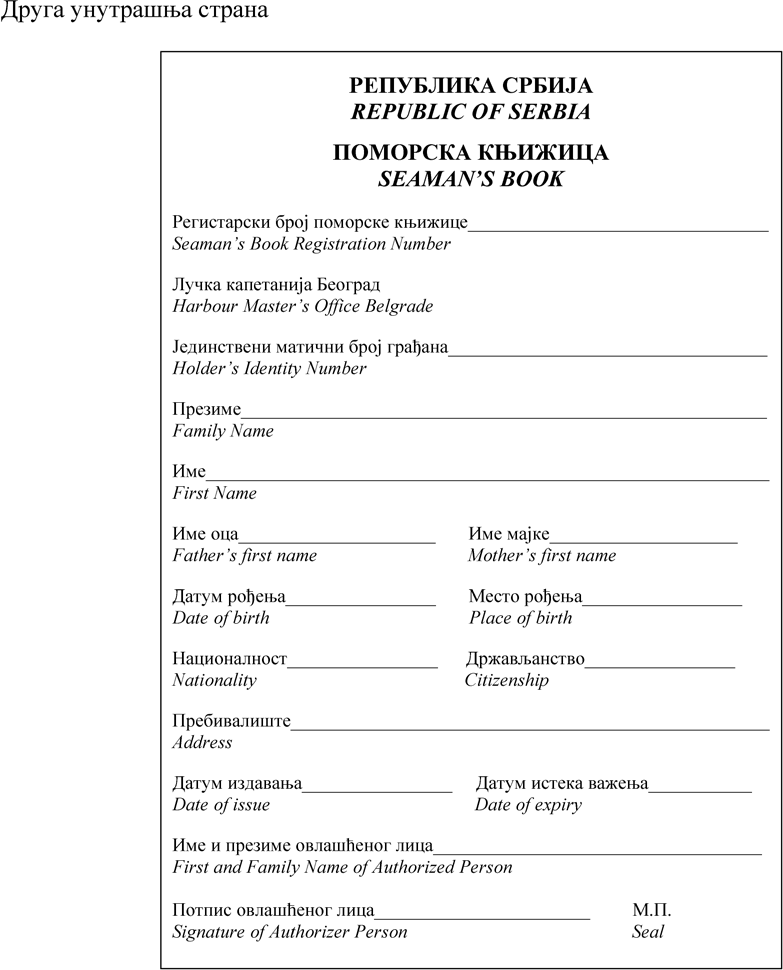 Друга унутрашња страна
РЕПУБЛИКА СРБИЈА
REPUBLIC OF SERBIA
ПОМОРСКА КЊИЖИЦА
SEAMAN’S BOOK
Регистарски број поморске књижице
Seaman’s Book Registration Number
Лучка капетанија Београд
Harbour Master’s Office Belgrade
Јединствени матични број грађана
Holder’s Identity Number
Презиме
Family Name
Име
First Name
Име оца Име мајке
Father’s first name Mother’s first name
Датум рођења Место рођења
Date of birth Place of birth
Националност Држављанство
Nationality Citizenship
Пребивалиште
Address
Датум издавања Датум истека важења
Date of issue Date of expiry
Име и презиме овлашћеног лица
First and Family Name of Authorized Person
Потпис овлашћеног лица М.П.
Signature of Authorizer Person Seal